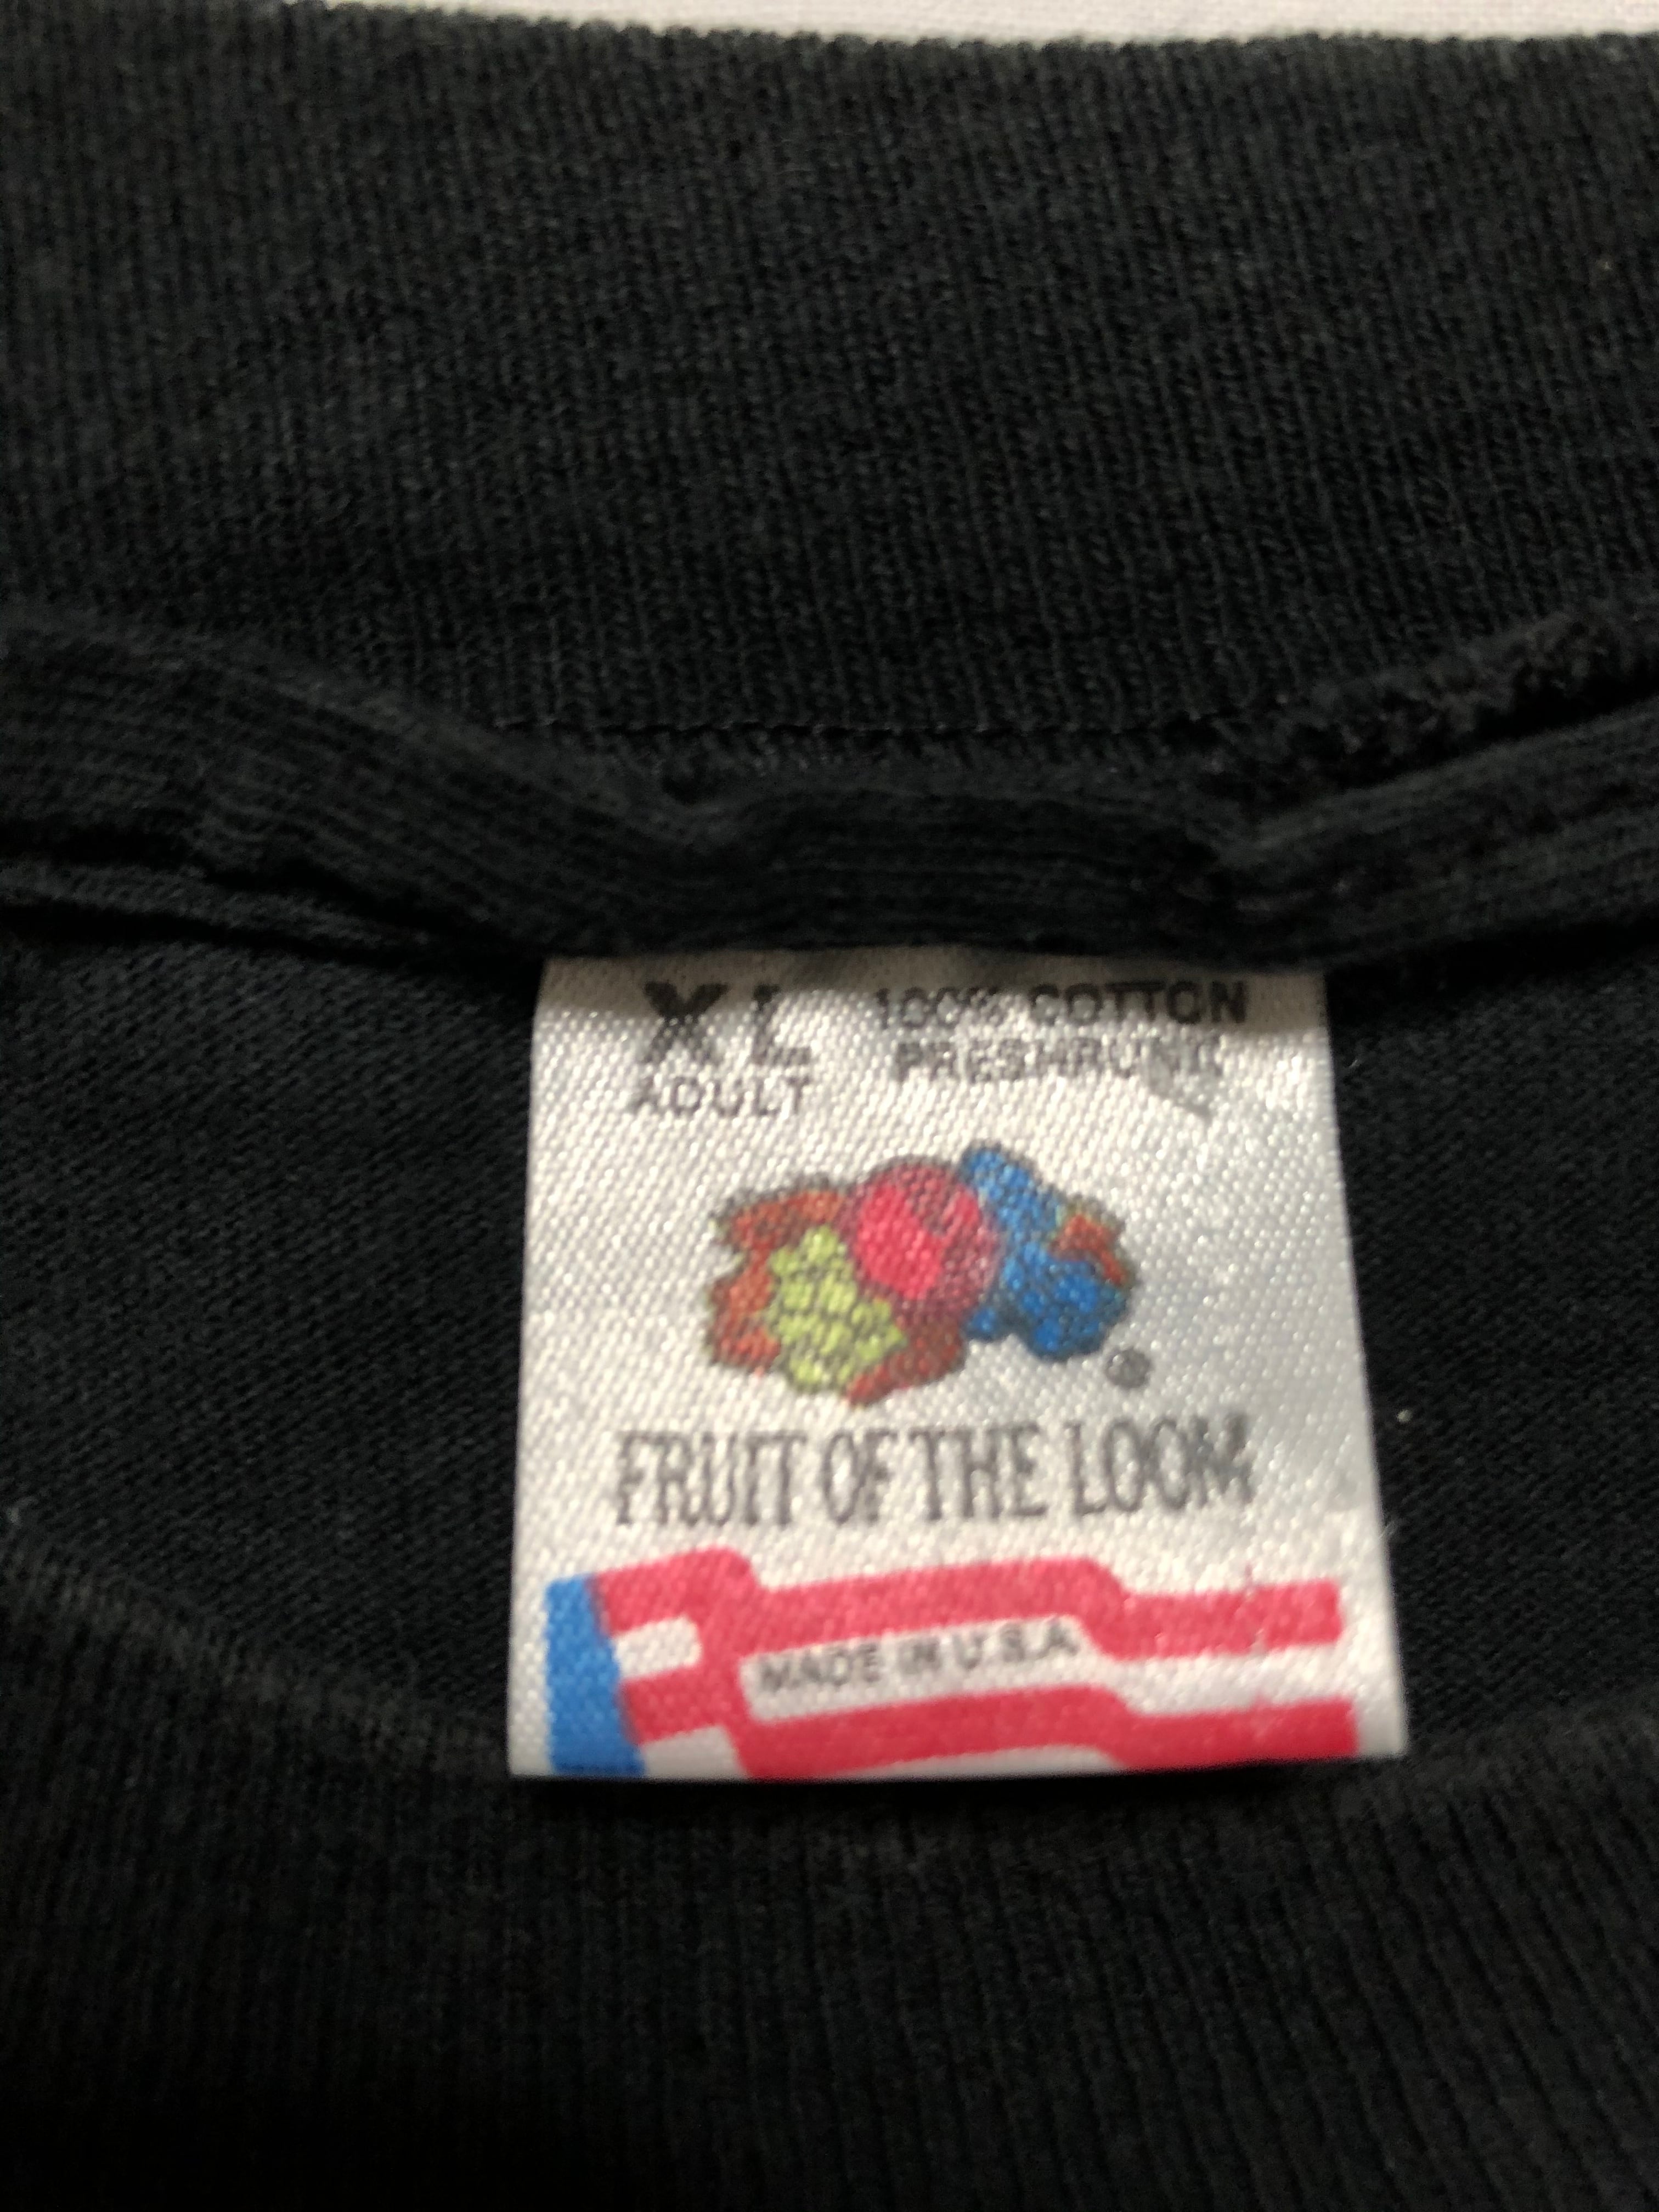 XL
ADULT
100% COTTON
PRESHRUNK
®
FRUIT OF THE LOOM
MADE IN U.S.A.